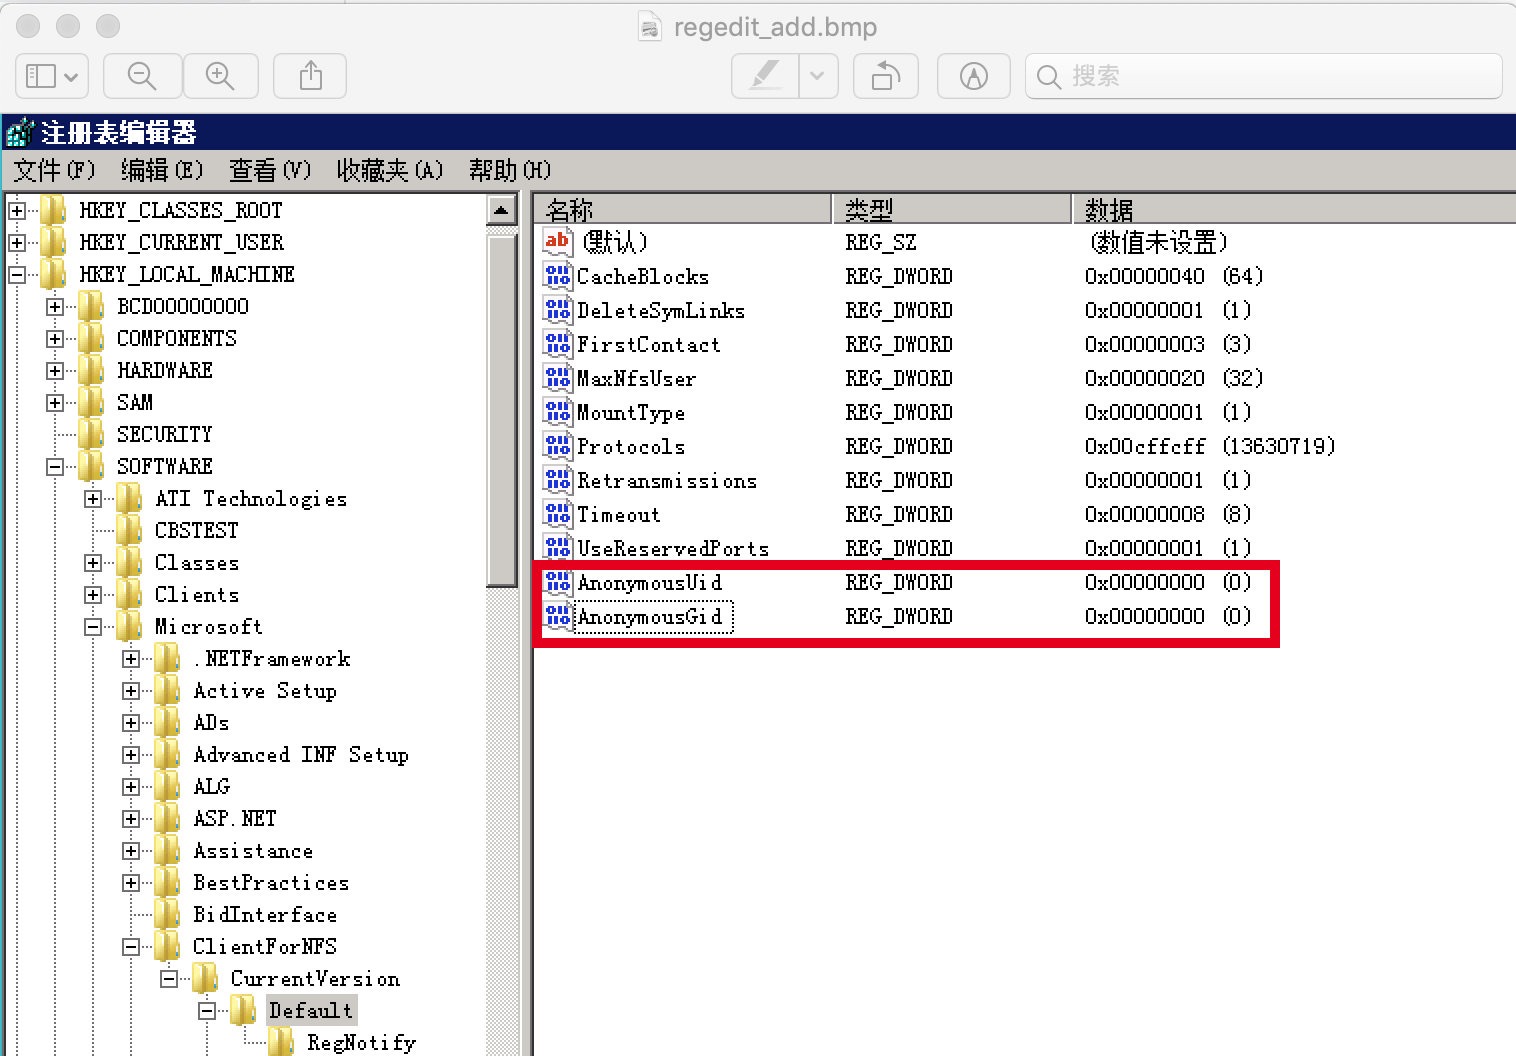 regedit_add.bmp
搜索
注册表编辑器
文件(F) 编辑(E) 查看(V) 收藏夹(A) 帮助(H)
HKEY_CLASSES_ROOT
HKEY_CURRENT_USER
HKEY_LOCAL_MACHINE
BCD00000000
COMPONENTS
HARDWARE
SAM
SECURITY
SOFTWARE
ATI Technologies
CBSTEST
Classes
Clients
Microsoft
.NETFramework
Active Setup
ADs
Advanced INF Setup
ALG
ASP.NET
Assistance
BestPractices
BidInterface
ClientForNFS
CurrentVersion
Default
RegNotify
名称 类型 数据
(默认) REG_SZ (数值未设置)
CacheBlocks REG_DWORD 0x00000040 (64)
DeleteSymLinks REG_DWORD 0x00000001 (1)
FirstContact REG_DWORD 0x00000003 (3)
MaxNfsUser REG_DWORD 0x00000020 (32)
MountType REG_DWORD 0x00000001 (1)
Protocols REG_DWORD 0x00cffcff (13630719)
Retransmissions REG_DWORD 0x00000001 (1)
Timeout REG_DWORD 0x00000008 (8)
UseReservedPorts REG_DWORD 0x00000001 (1)
AnonymousUid REG_DWORD 0x00000000 (0)
AnonymousGid REG_DWORD 0x00000000 (0)